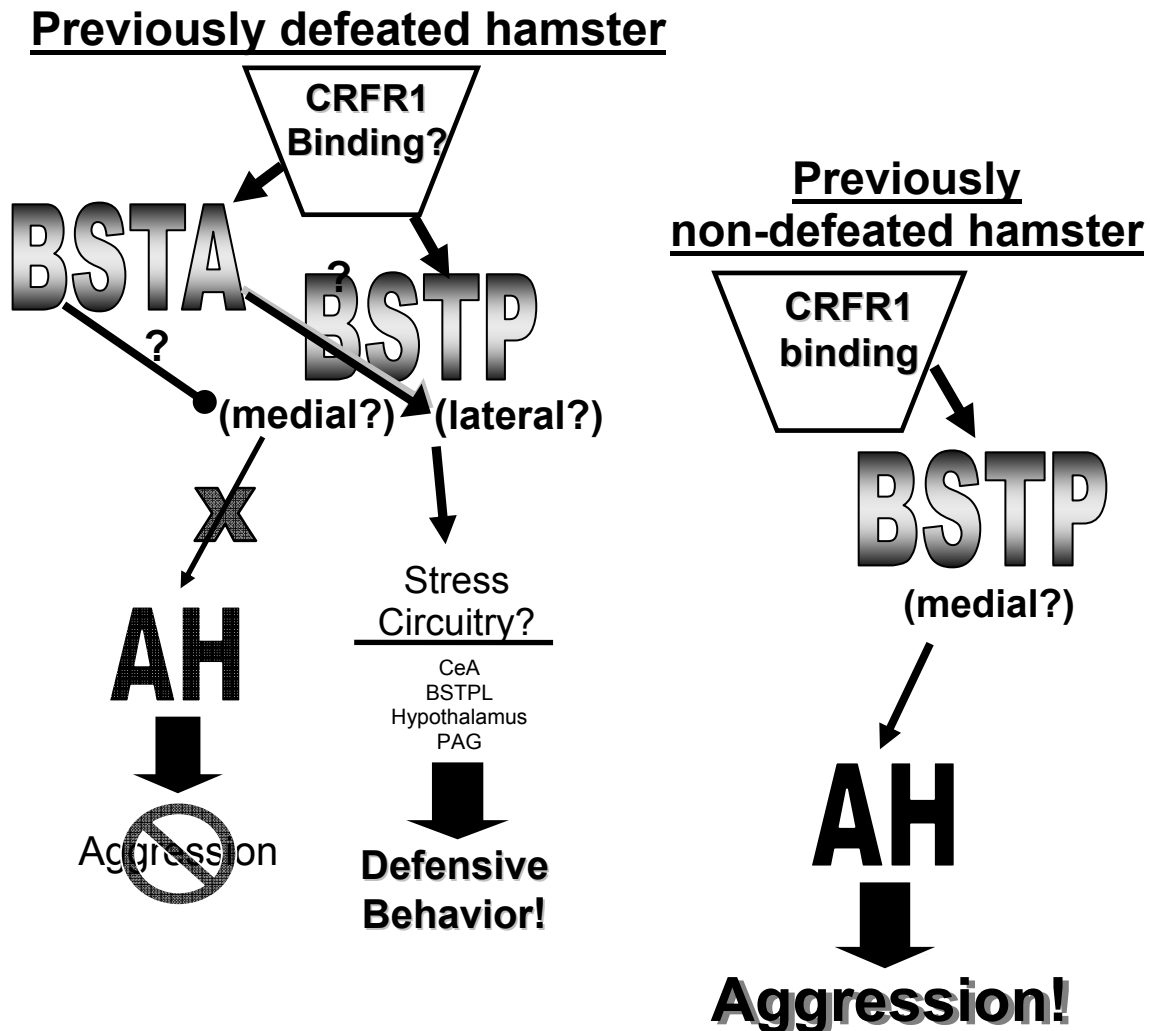 Previously defeated hamster
CRFR1
Binding?
BSTA
?
BSTP
?
(medial?)
(lateral?)
X
AH
Aggression
Stress
Circuitry?
CeA
BSTPL
Hypothalamus
PAG
Defensive
Behavior!
Previously
non-defeated hamster
CRFR1
binding
BSTP
(medial?)
AH
Aggression!